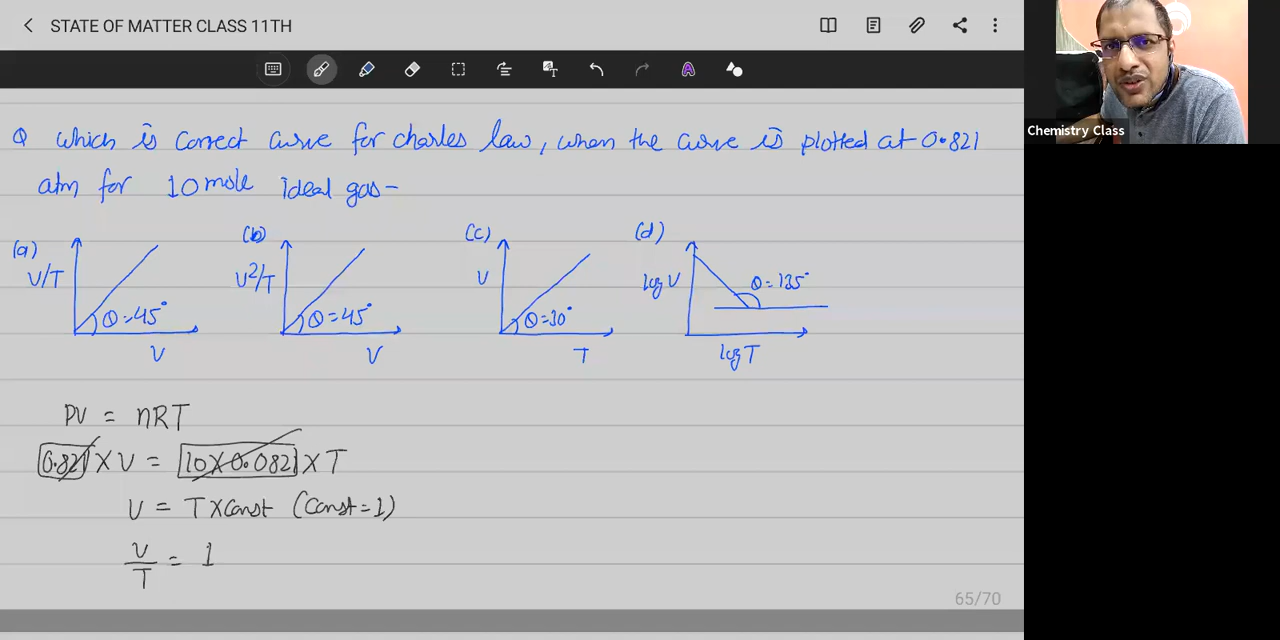 STATE OF MATTER CLASS 11TH
Chemistry Class
Q which is correct curve for charles law, when the curve is plotted at 0.821
atm for 10 mole ideal gas-
(a) (b) (c) (d)
V/T V²/T V log V
θ=45° θ=45° θ=30° θ=135°
V V T log T
PV = nRT
0.821 × V = 10×0.0821 × T
V = T×Const (Const=1)
V/T = 1
65/70